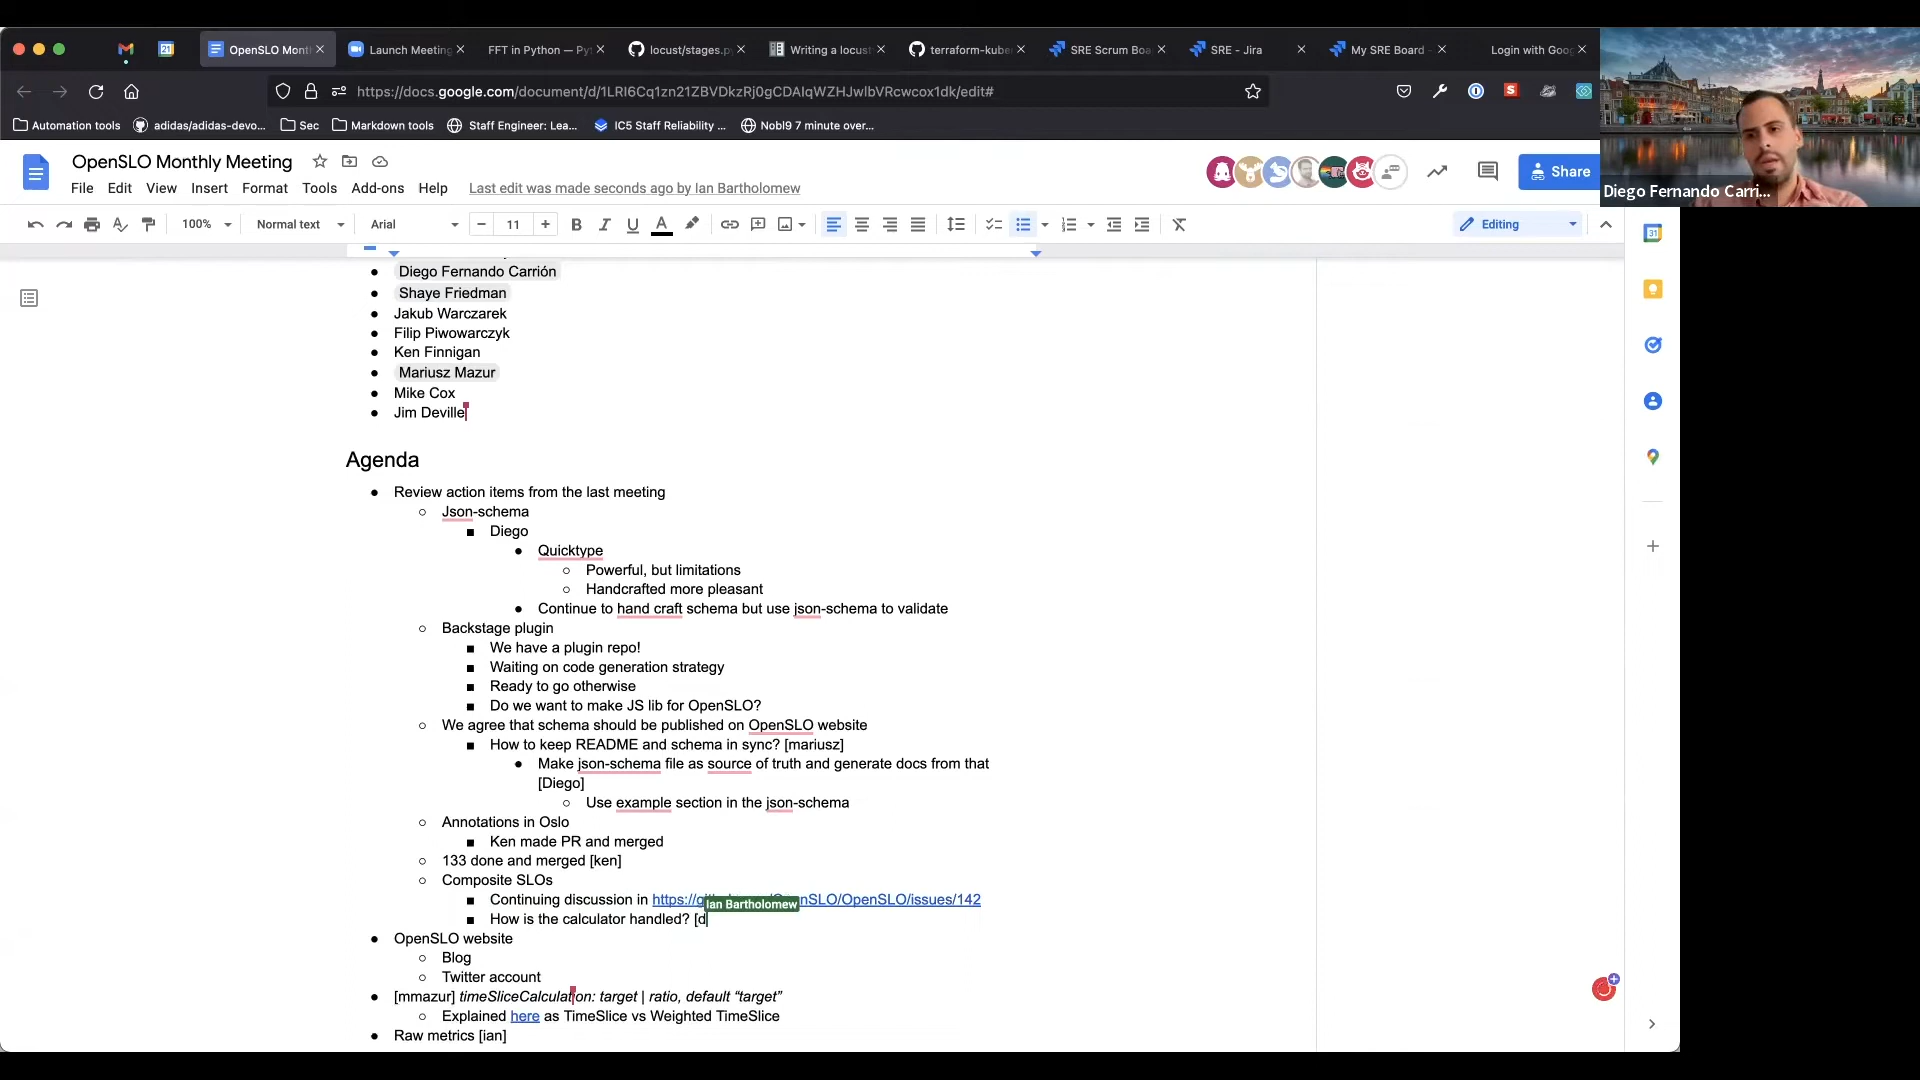 OpenSLO Mont
Launch Meeting
FFT in Python — Py
locust/stages.p
Writing a locus
terraform-kube
SRE Scrum Boa
SRE - Jira
My SRE Board -
Login with Goo
https://docs.google.com/document/d/1LRI6Cq1zn21ZBVDkzRj0gCDAIqWZHJwlbVRcwcox1dk/edit#
Automation tools
adidas/adidas-devo...
Sec
Markdown tools
Staff Engineer: Lea...
IC5 Staff Reliability ...
Nobl9 7 minute over...
OpenSLO Monthly Meeting
File Edit View Insert Format Tools Add-ons Help
Last edit was made seconds ago by Ian Bartholomew
Share
Diego Fernando Carri...
100% Normal text Arial 11 Editing
Diego Fernando Carrión
Shaye Friedman
Jakub Warczarek
Filip Piwowarczyk
Ken Finnigan
Mariusz Mazur
Mike Cox
Jim Deville
Agenda
Review action items from the last meeting
Json-schema
Diego
Quicktype
Powerful, but limitations
Handcrafted more pleasant
Continue to hand craft schema but use json-schema to validate
Backstage plugin
We have a plugin repo!
Waiting on code generation strategy
Ready to go otherwise
Do we want to make JS lib for OpenSLO?
We agree that schema should be published on OpenSLO website
How to keep README and schema in sync? [mariusz]
Make json-schema file as source of truth and generate docs from that
[Diego]
Use example section in the json-schema
Annotations in Oslo
Ken made PR and merged
133 done and merged [ken]
Composite SLOs
Continuing discussion in https://g nSLO/OpenSLO/issues/142
Ian Bartholomew
How is the calculator handled? [d
OpenSLO website
Blog
Twitter account
[mmazur] timeSliceCalculation: target | ratio, default “target”
Explained here as TimeSlice vs Weighted TimeSlice
Raw metrics [ian]